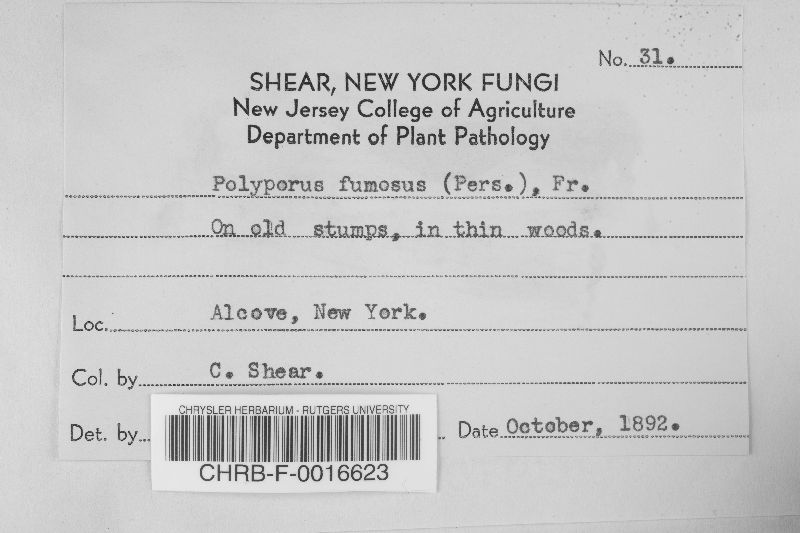 No. 31.
SHEAR, NEW YORK FUNGI
New Jersey College of Agriculture
Department of Plant Pathology
Polyporus fumosus (Pers.), Fr.
On old stumps, in thin woods.
Loc. Alcove, New York.
Col. by C. Shear.
Det. by
Date October, 1892.
CHRYSLER HERBARIUM - RUTGERS UNIVERSITY
CHRB-F-0016623